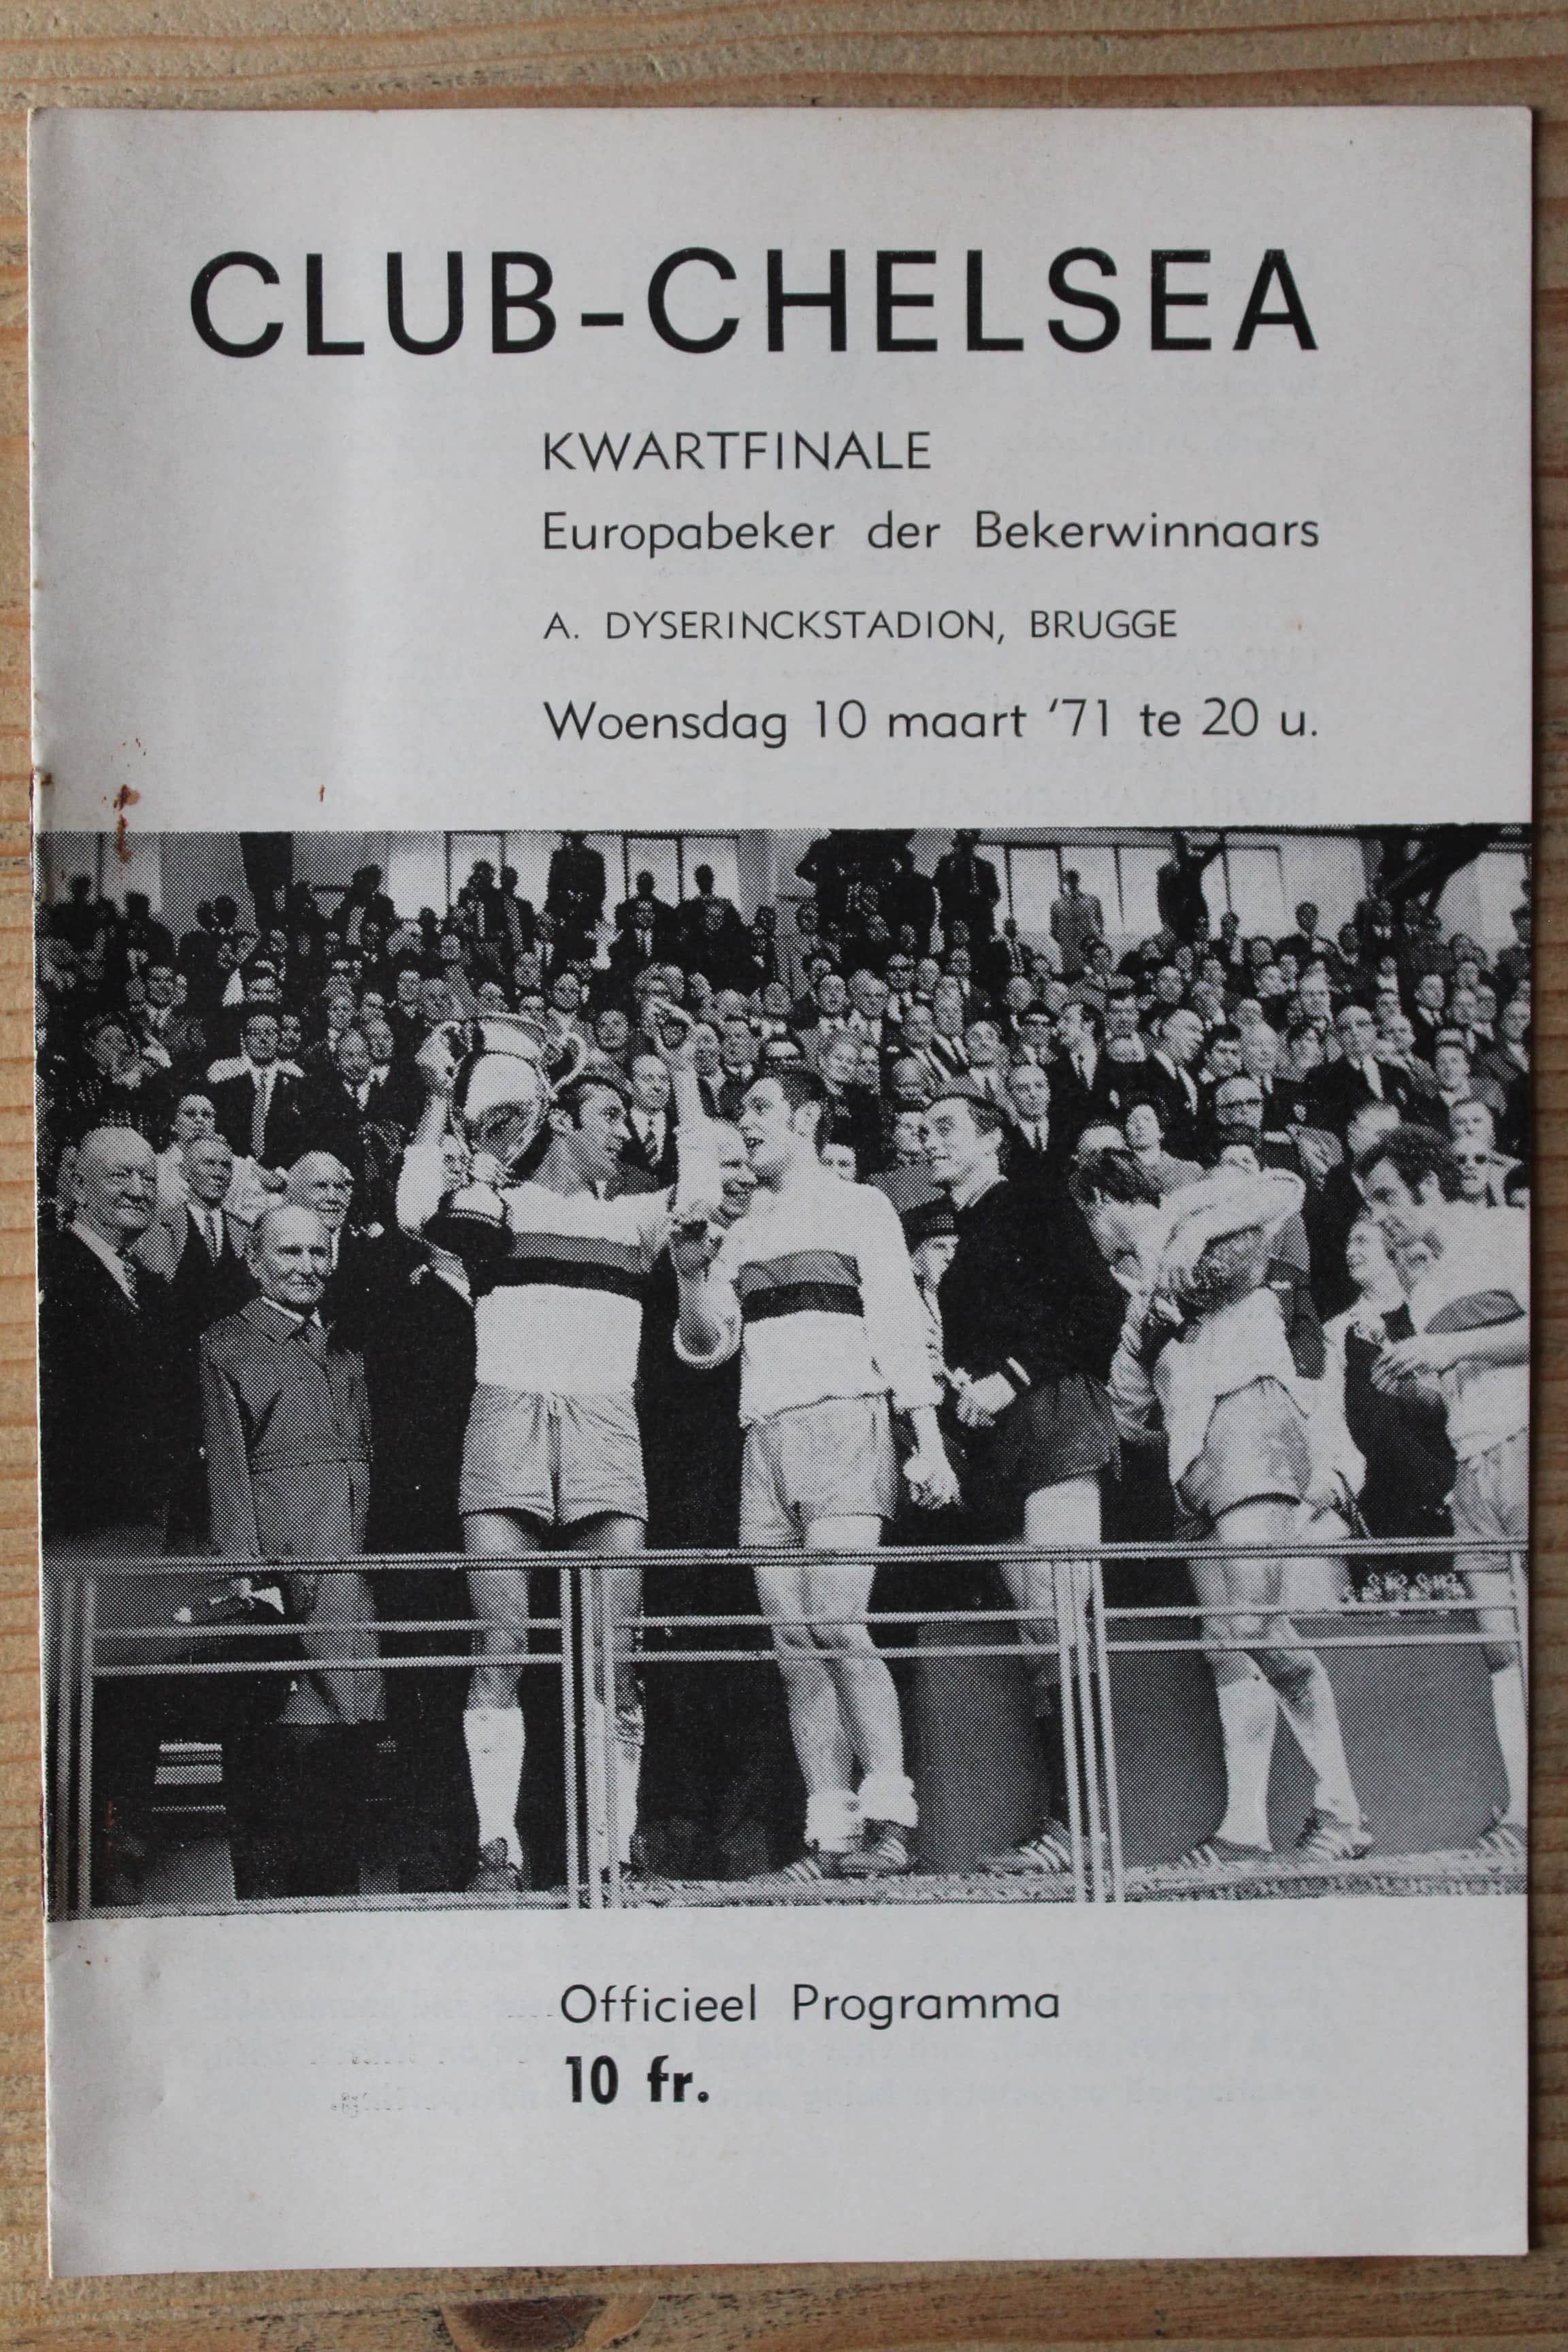 CLUB-CHELSEA
KWARTFINALE
Europabeker der Bekerwinnaars
A. DYSERINCKSTADION, BRUGGE
Woensdag 10 maart '71 te 20 u.
Officieel Programma
10 fr.